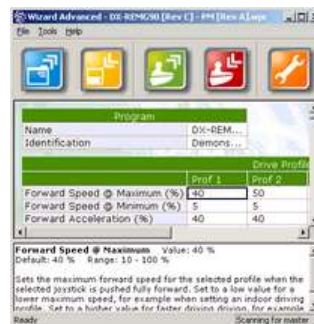 Wizard Advanced - DX-REMG90 [Rev C] - PM [Rev A].wpr
File Tools Help
Program
Name DX-REM...
Identification Demons...
Drive Profile
Prof 1 Prof 2
Forward Speed @ Maximum (%) 40 50
Forward Speed @ Minimum (%) 5 5
Forward Acceleration (%) 40 40
Forward Speed @ Maximum Value: 40 %
Default: 40 % Range: 10 - 100 %
Sets the maximum forward speed for the selected profile when the
selected joystick is pushed fully forward. Set to a low value for a
lower maximum speed, for example when setting an indoor driving
profile. Set to a higher value for faster driving, for example
Ready Scanning for master